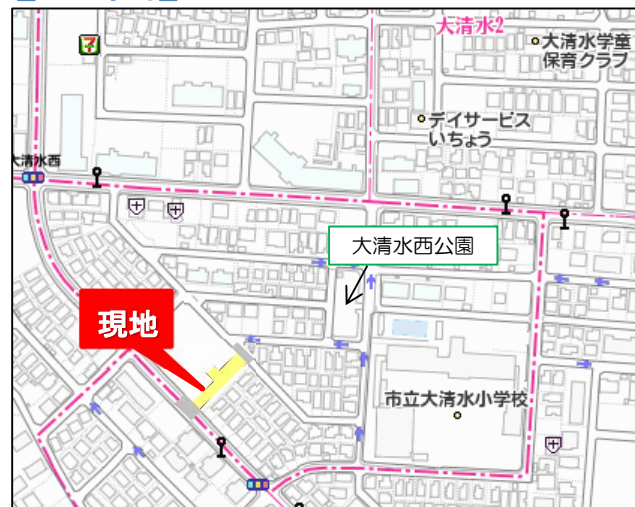 大清水2
大清水学童
保育クラブ
デイサービス
いちょう
大清水西
大清水西公園
現地
市立大清水小学校